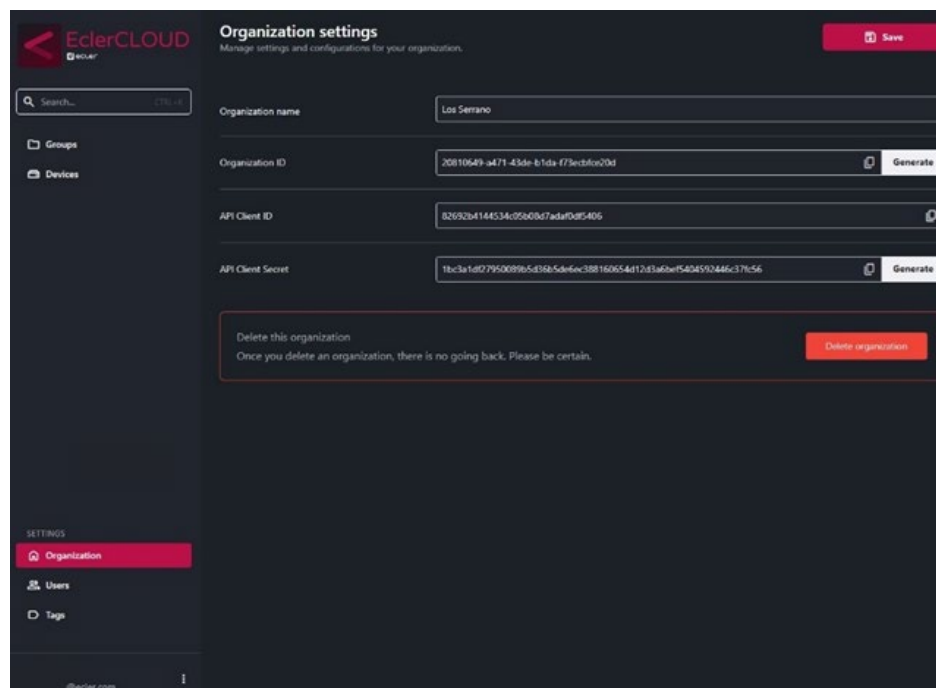 EclerCLOUD
ecler
Search... CTRL+K
Groups
Devices
SETTINGS
Organization
Users
Tags
@ecler.com
Organization settings
Manage settings and configurations for your organization.
Save
Organization name
Los Serrano
Organization ID
20810649-a471-43de-b1da-f73ecbfce20d
Generate
API Client ID
82692b4144534c05b08d7adaf0df5406
API Client Secret
1bc3a1df27950089b5d36b5de6ec388160654d12d3a6bef5404592446c37fc56
Generate
Delete this organization
Once you delete an organization, there is no going back. Please be certain.
Delete organization